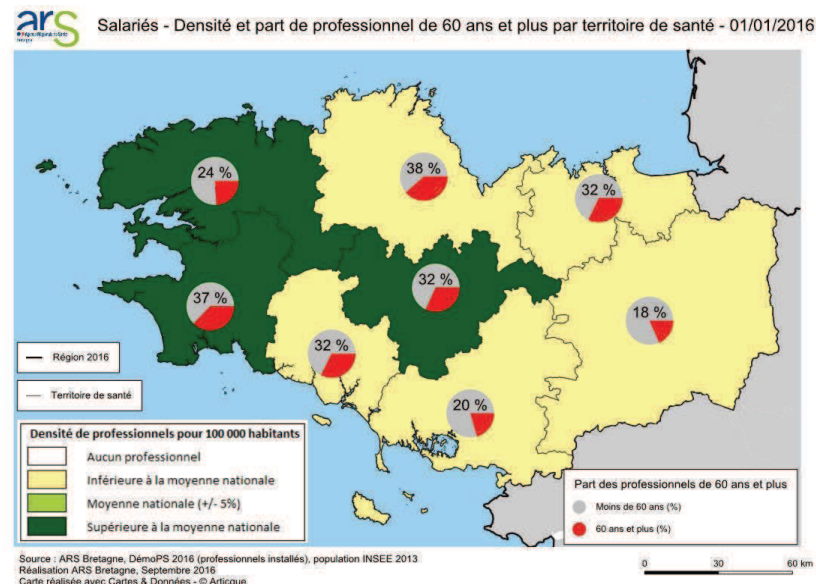 ars
Salariés - Densité et part de professionnel de 60 ans et plus par territoire de santé - 01/01/2016
38 %
24 %
32 %
32 %
37 %
18 %
32 %
20 %
Région 2016
Territoire de santé
Densité de professionnels pour 100 000 habitants
Aucun professionnel
Inférieure à la moyenne nationale
Moyenne nationale (+/- 5%)
Supérieure à la moyenne nationale
Part des professionnels de 60 ans et plus
Moins de 60 ans (%)
60 ans et plus (%)
Source : ARS Bretagne, DémoPS 2016 (professionnels installés), population INSEE 2013
Réalisation ARS Bretagne, Septembre 2016
Carte réalisée avec Cartes & Données - © Articque
0 30 60 km